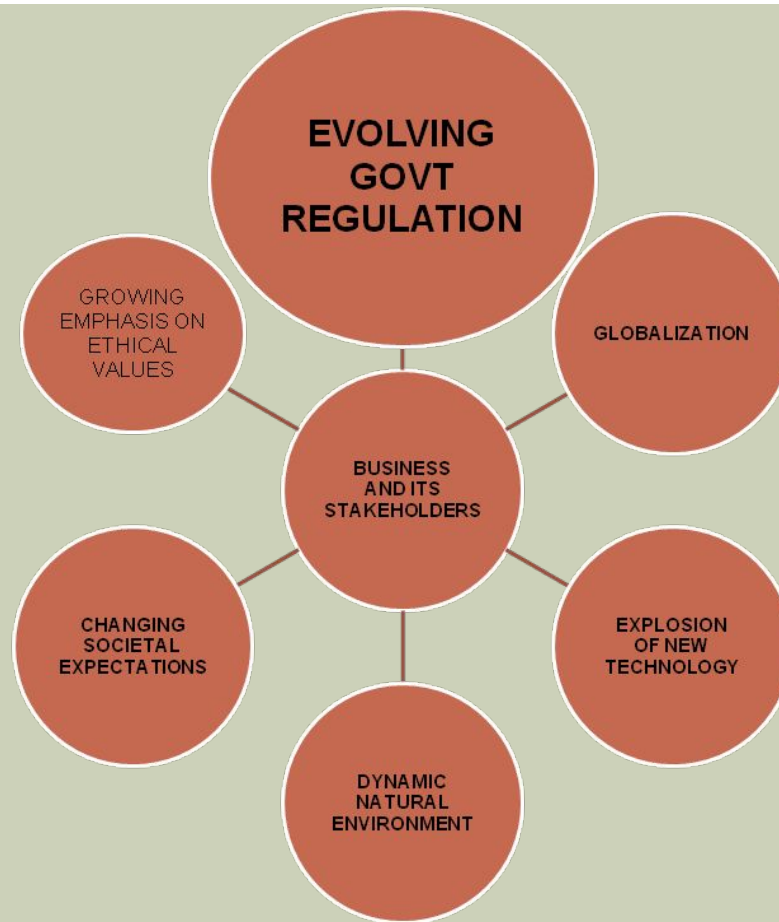 EVOLVING
GOVT
REGULATION
GROWING
EMPHASIS ON
ETHICAL
VALUES
GLOBALIZATION
BUSINESS
AND ITS
STAKEHOLDERS
CHANGING
SOCIETAL
EXPECTATIONS
EXPLOSION
OF NEW
TECHNOLOGY
DYNAMIC
NATURAL
ENVIRONMENT